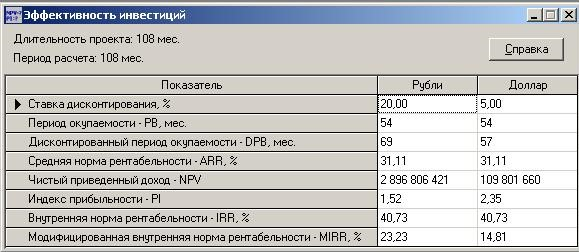 Эффективность инвестиций
Длительность проекта: 108 мес.
Период расчета: 108 мес.
Справка
Показатель Рубли Доллар
Ставка дисконтирования, % 20,00 5,00
Период окупаемости - PB, мес. 54 54
Дисконтированный период окупаемости - DPB, мес. 69 57
Средняя норма рентабельности - ARR, % 31,11 31,11
Чистый приведенный доход - NPV 2 896 806 421 109 801 660
Индекс прибыльности - PI 1,52 2,35
Внутренняя норма рентабельности - IRR, % 40,73 40,73
Модифицированная внутренняя норма рентабельности - MIRR, % 23,23 14,81